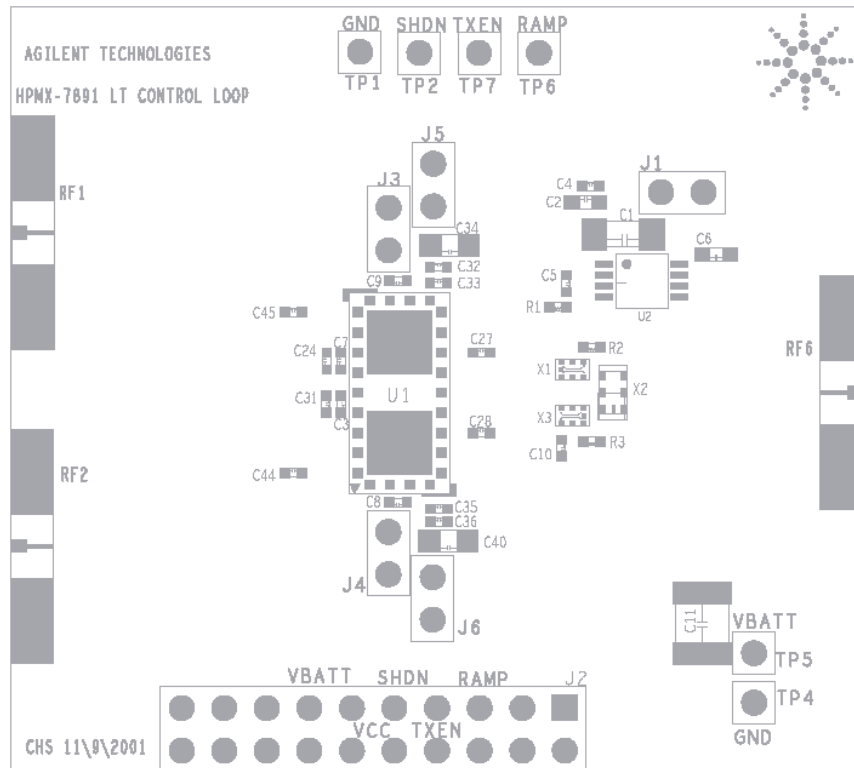 GND SHDN TXEN RAMP
AGILENT TECHNOLOGIES
TP1 TP2 TP7 TP6
HPMX-7891 LT CONTROL LOOP
J5
J3
J1
C4
C2
RF1
C34
C1
C6
C32
C9
C33
C5
R1
U2
C45
C24
C7
C27
R2
RF6
X1
X2
U1
C31
C3
X3
C28
C10
R3
RF2
C44
C8
C35
C36
C40
J4
J6
C11
VBATT
TP5
TP4
GND
VBATT SHDN RAMP J2
VCC TXEN
CHS 11\9\2001